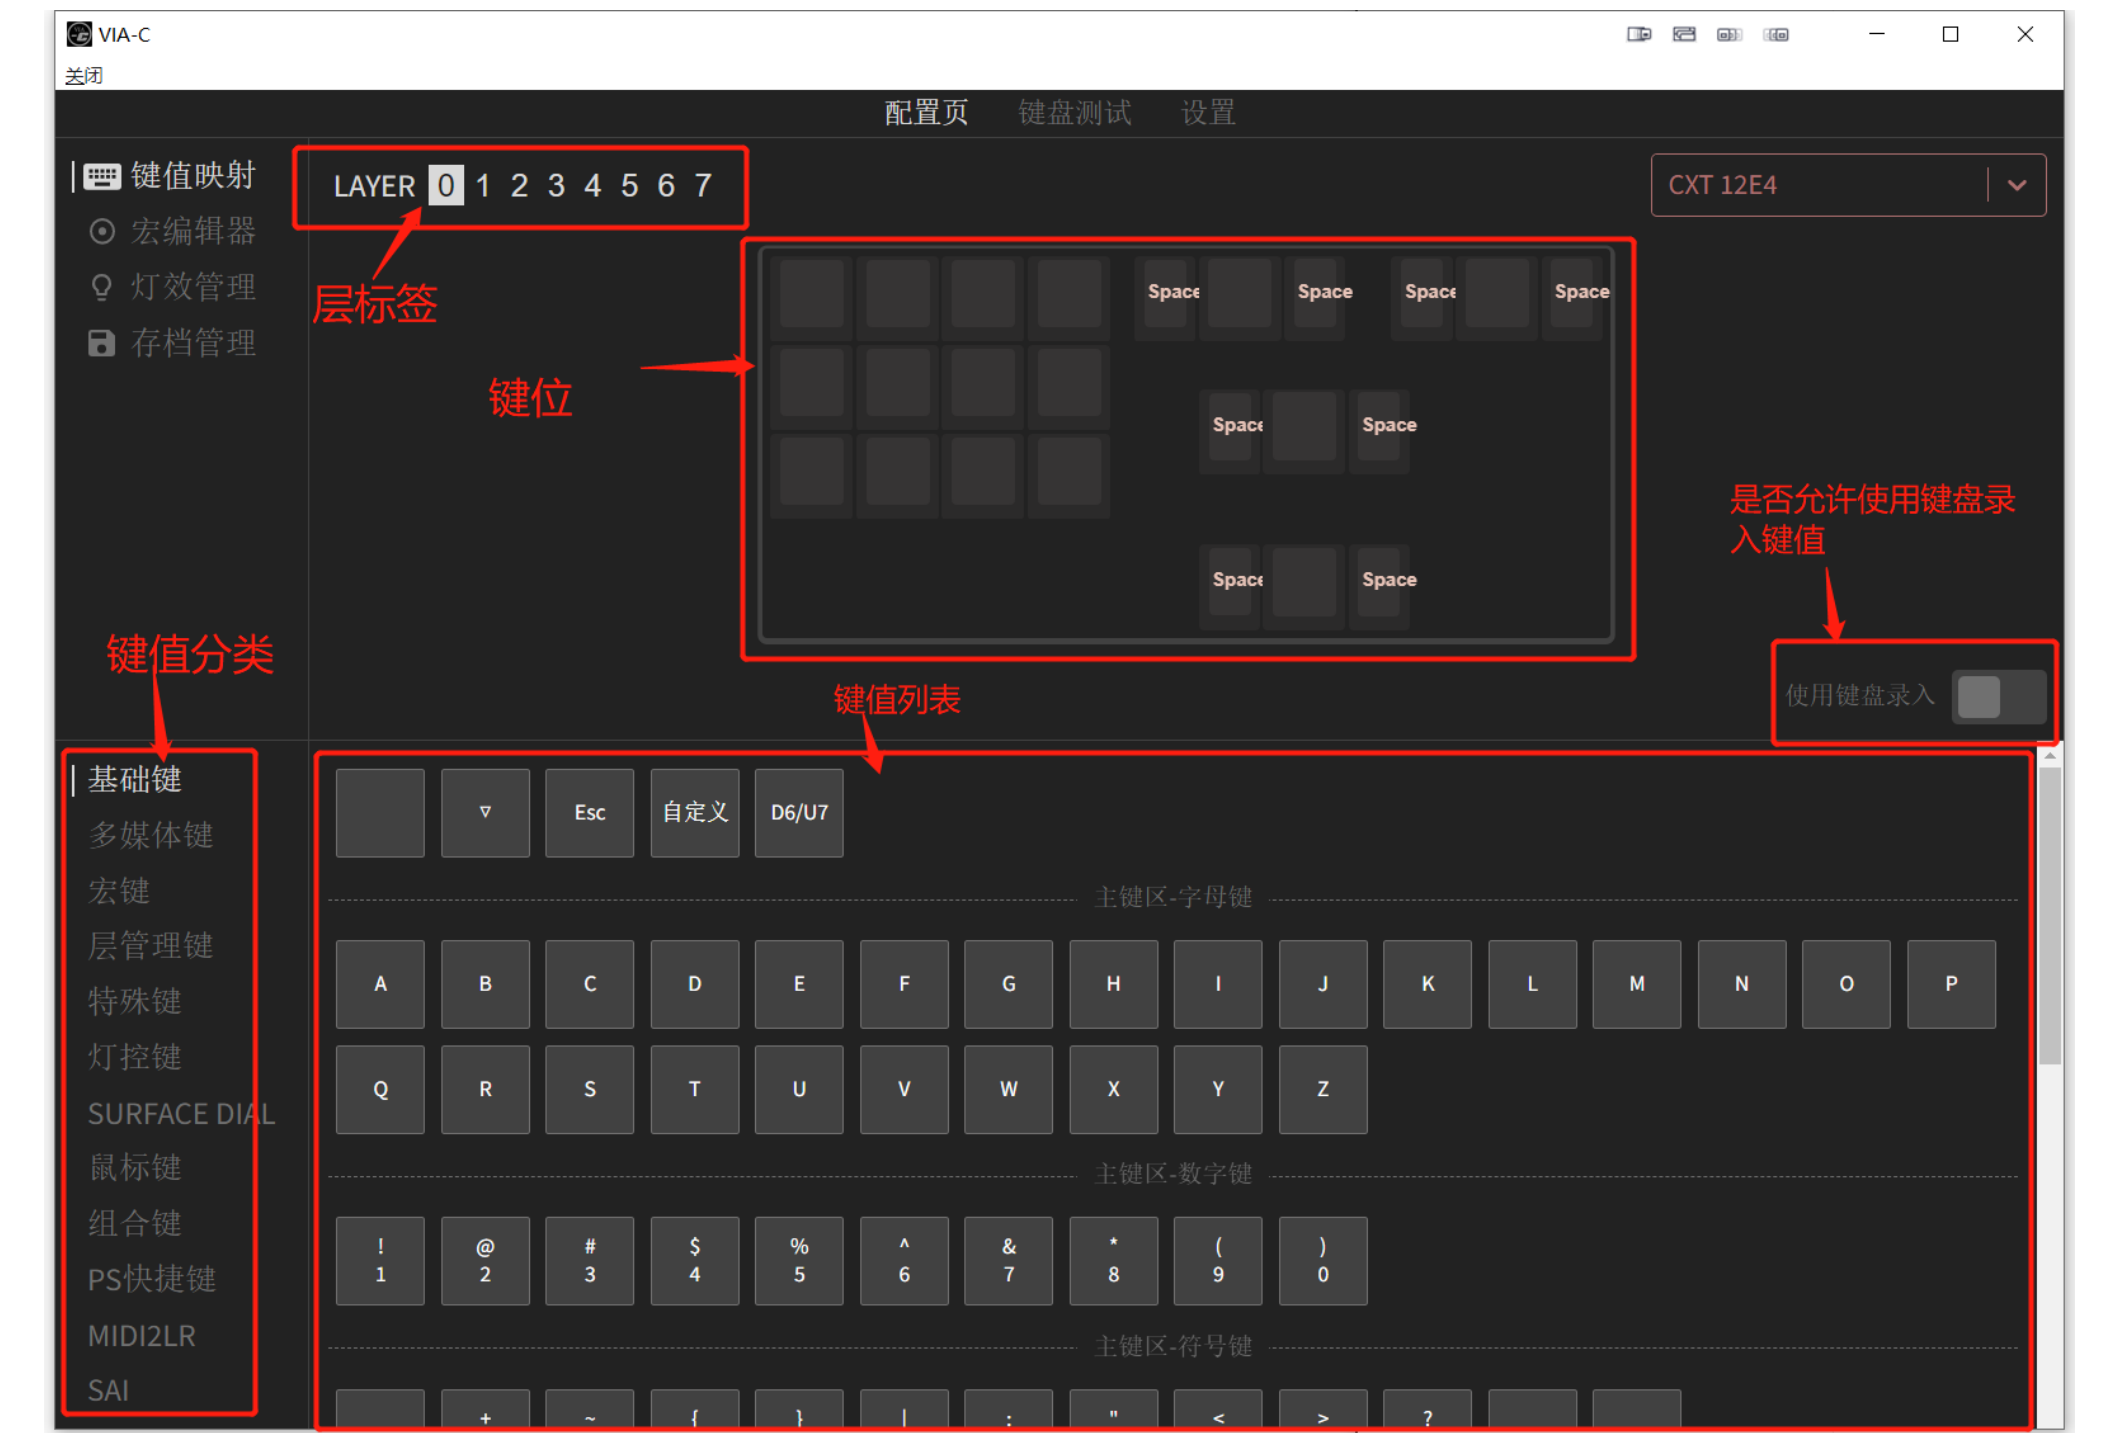 VIA-C
关闭
配置页 键盘测试 设置
键值映射
宏编辑器
灯效管理
存档管理
LAYER 0 1 2 3 4 5 6 7
层标签
CXT 12E4
键位
Space Space Space Space
Space Space
Space Space
是否允许使用键盘录
入键值
使用键盘录入
键值分类
键值列表
基础键
多媒体键
宏键
层管理键
特殊键
灯控键
SURFACE DIAL
鼠标键
组合键
PS快捷键
MIDI2LR
SAI
▽ Esc 自定义 D6/U7
主键区-字母键
A B C D E F G H I J K L M N O P
Q R S T U V W X Y Z
主键区-数字键
! @ # $ % ^ & * ( )
1 2 3 4 5 6 7 8 9 0
主键区-符号键
+ ~ { } | : " < > ?